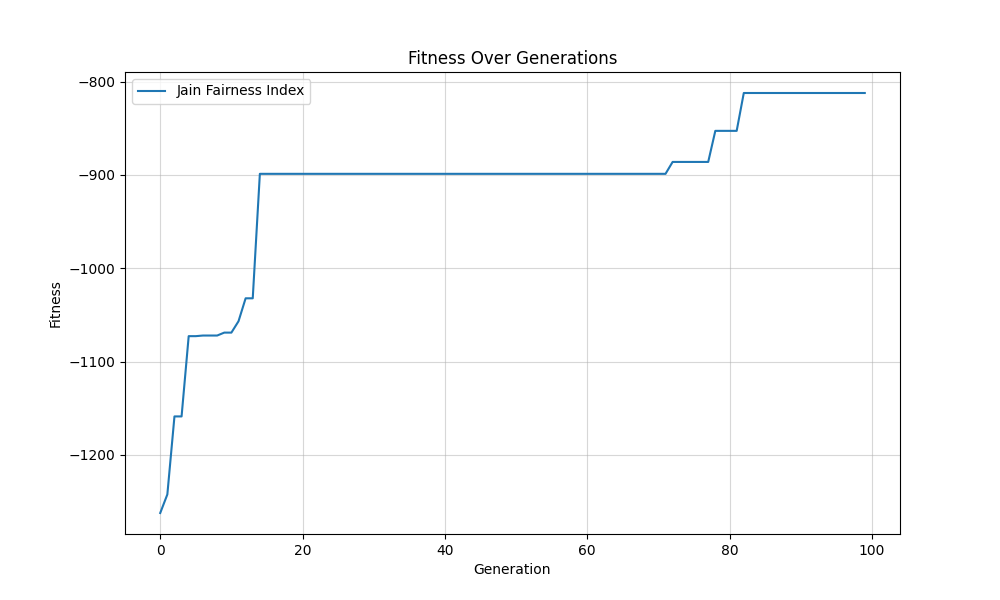 Fitness Over Generations
Jain Fairness Index
−800
−900
−1000
−1100
−1200
Fitness
0 20 40 60 80 100
Generation